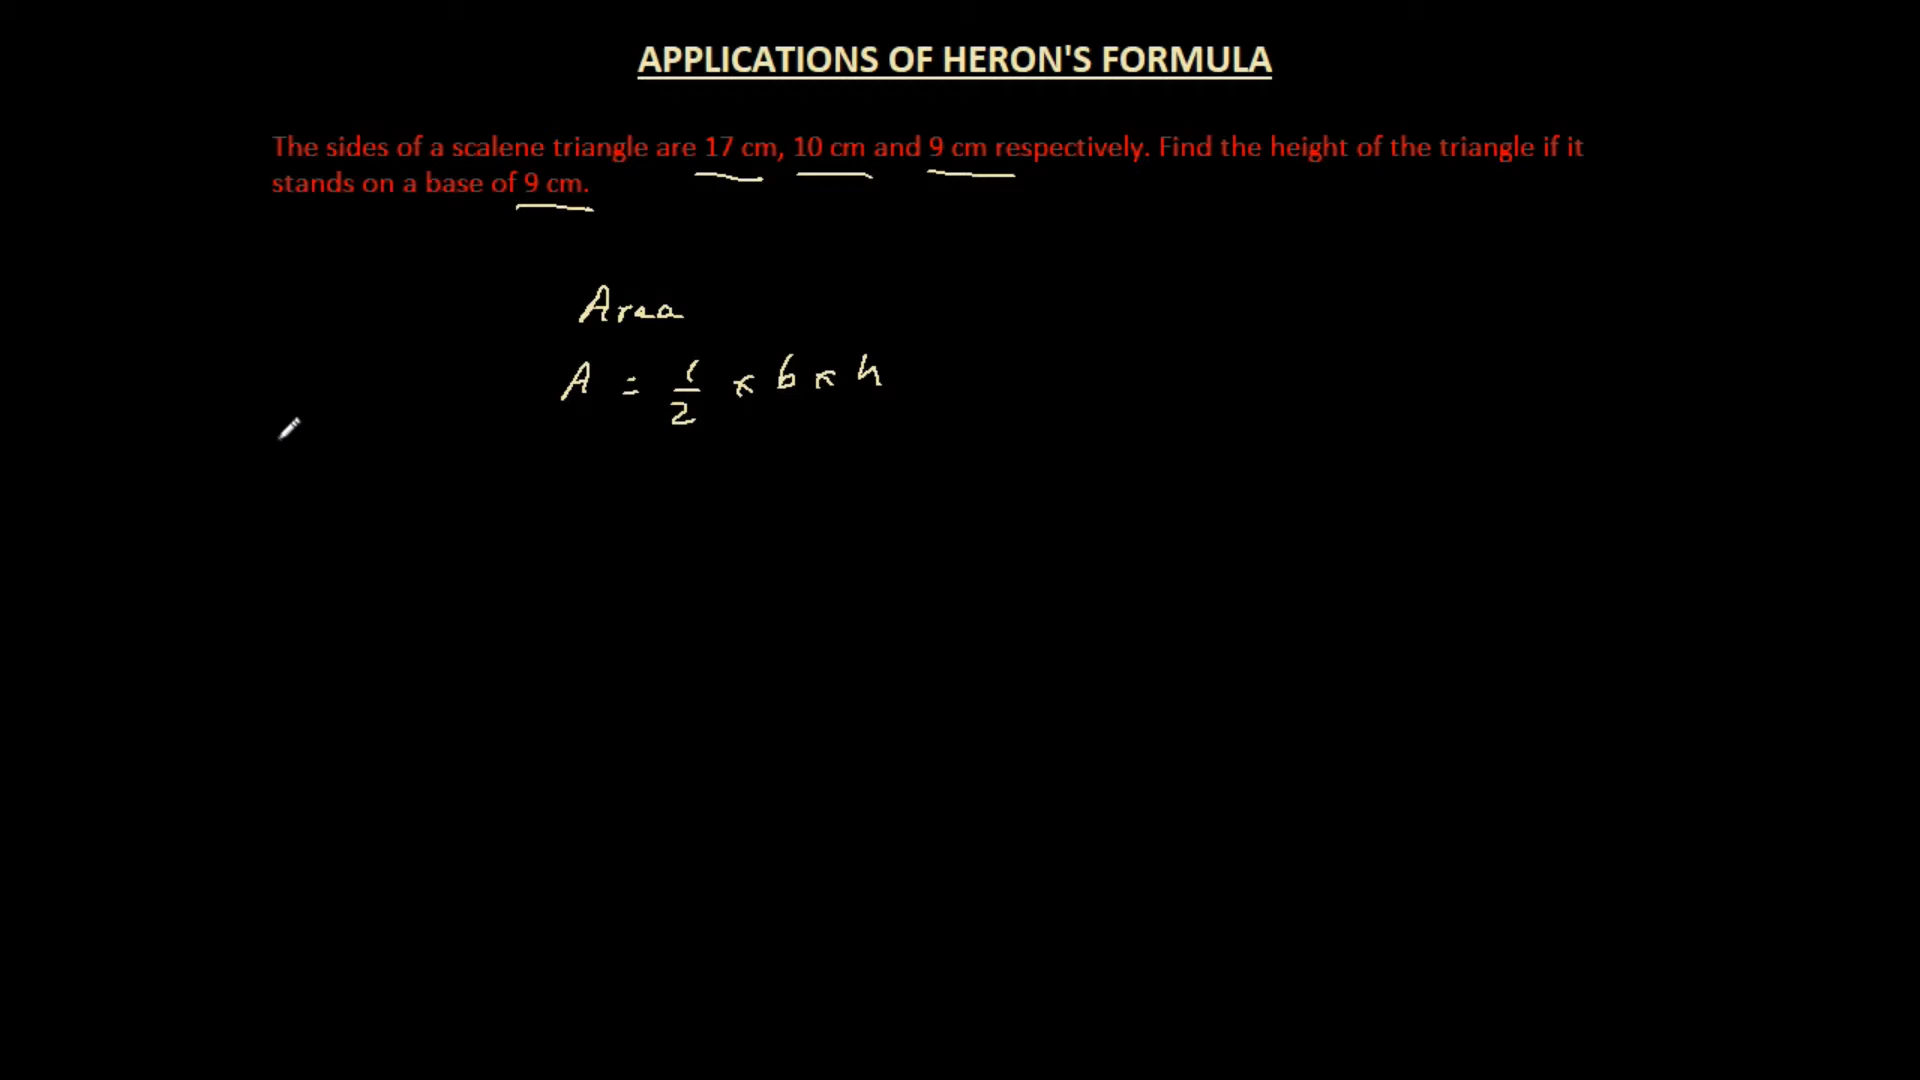 APPLICATIONS OF HERON'S FORMULA
The sides of a scalene triangle are 17 cm, 10 cm and 9 cm respectively. Find the height of the triangle if it
stands on a base of 9 cm.
Area
A = 1/2 × b × h